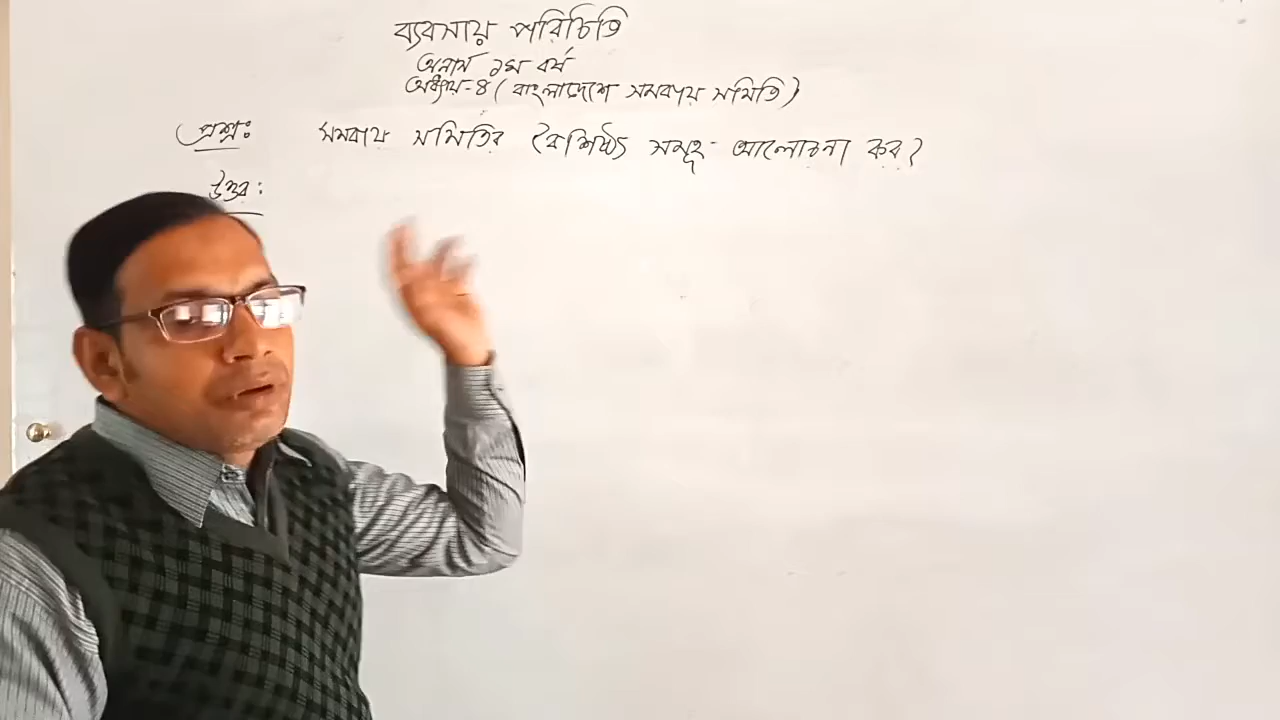 ব্যবসায় পরিচিতি
অনার্স ১ম বর্ষ
অধ্যায়-৪ (বাংলাদেশে সমবায় সমিতি)
প্রশ্নঃ সমবায় সমিতির বৈশিষ্ট্য সমূহ আলোচনা কর?
উত্তর: